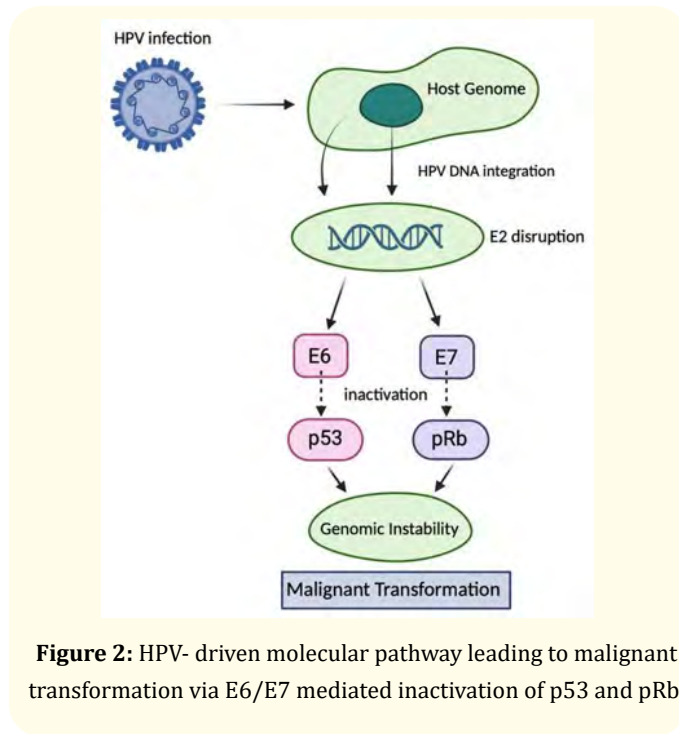 HPV infection
Host Genome
HPV DNA integration
E2 disruption
E6
E7
inactivation
p53
pRb
Genomic Instability
Malignant Transformation
Figure 2: HPV- driven molecular pathway leading to malignant
transformation via E6/E7 mediated inactivation of p53 and pRb